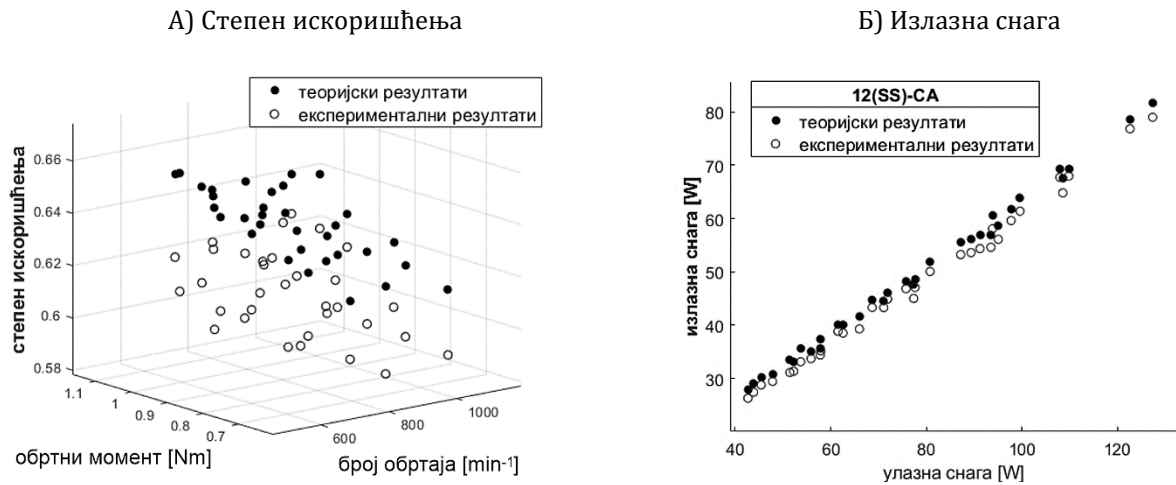 А) Степен искоришћења
теоријски резултати
експериментални резултати
степен искоришћења
0.66
0.64
0.62
0.6
0.58
1.1
1
0.9
0.8
0.7
600
800
1000
обртни момент [Nm]
број обртаја [min-1]
Б) Излазна снага
12(SS)-CA
теоријски резултати
експериментални резултати
излазна снага [W]
80
70
60
50
40
30
40
60
80
100
120
улазна снага [W]